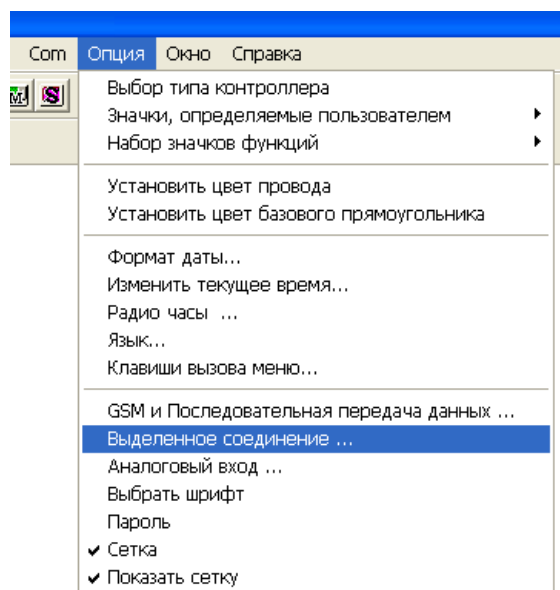 Com Опция Окно Справка
M S
Выбор типа контроллера
Значки, определяемые пользователем
Набор значков функций
Установить цвет провода
Установить цвет базового прямоугольника
Формат даты...
Изменить текущее время...
Радио часы ...
Язык...
Клавиши вызова меню...
GSM и Последовательная передача данных ...
Выделенное соединение ...
Аналоговый вход ...
Выбрать шрифт
Пароль
Сетка
Показать сетку